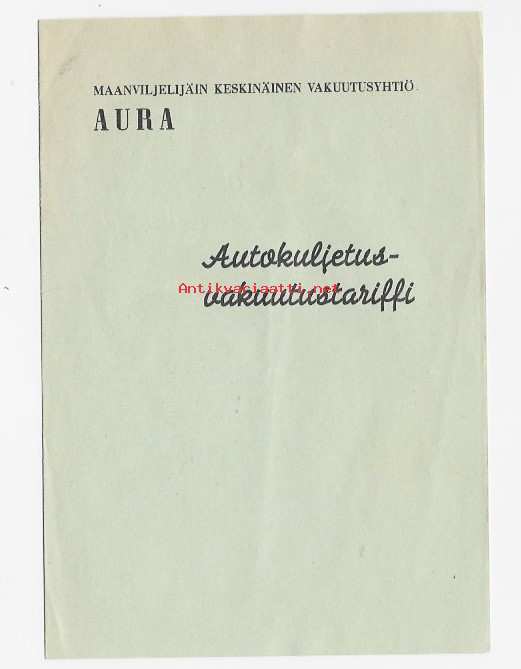 MAANVILJELIJÄIN KESKINÄINEN VAKUUTUSYHTIÖ
AURA
Autokuljetus-
Antikvariaatti.net
vakuutustariffi